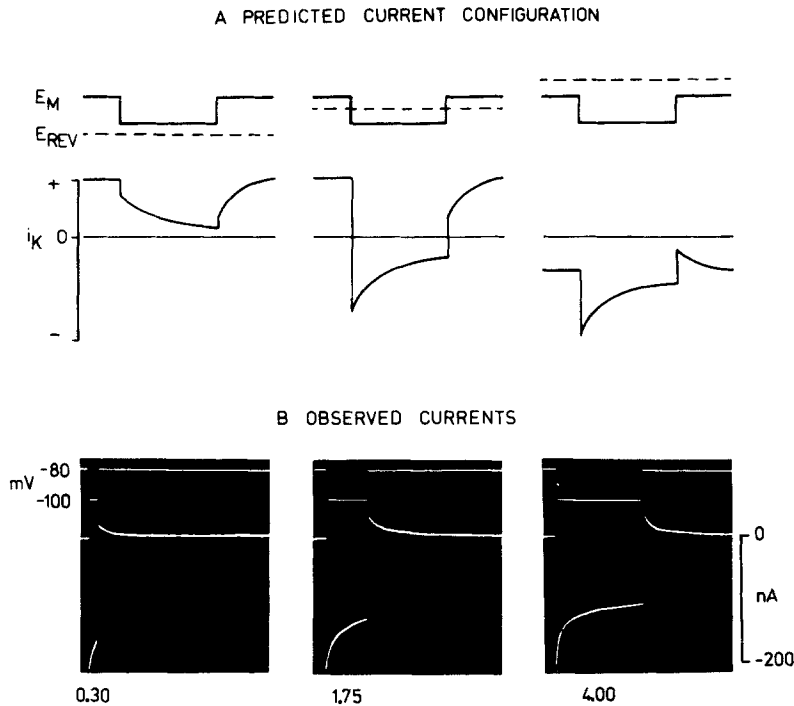 A PREDICTED CURRENT CONFIGURATION
E_M
E_REV
+
i_K 0
-
B OBSERVED CURRENTS
mV -80
-100
0
nA
-200
0.30 1.75 4.00